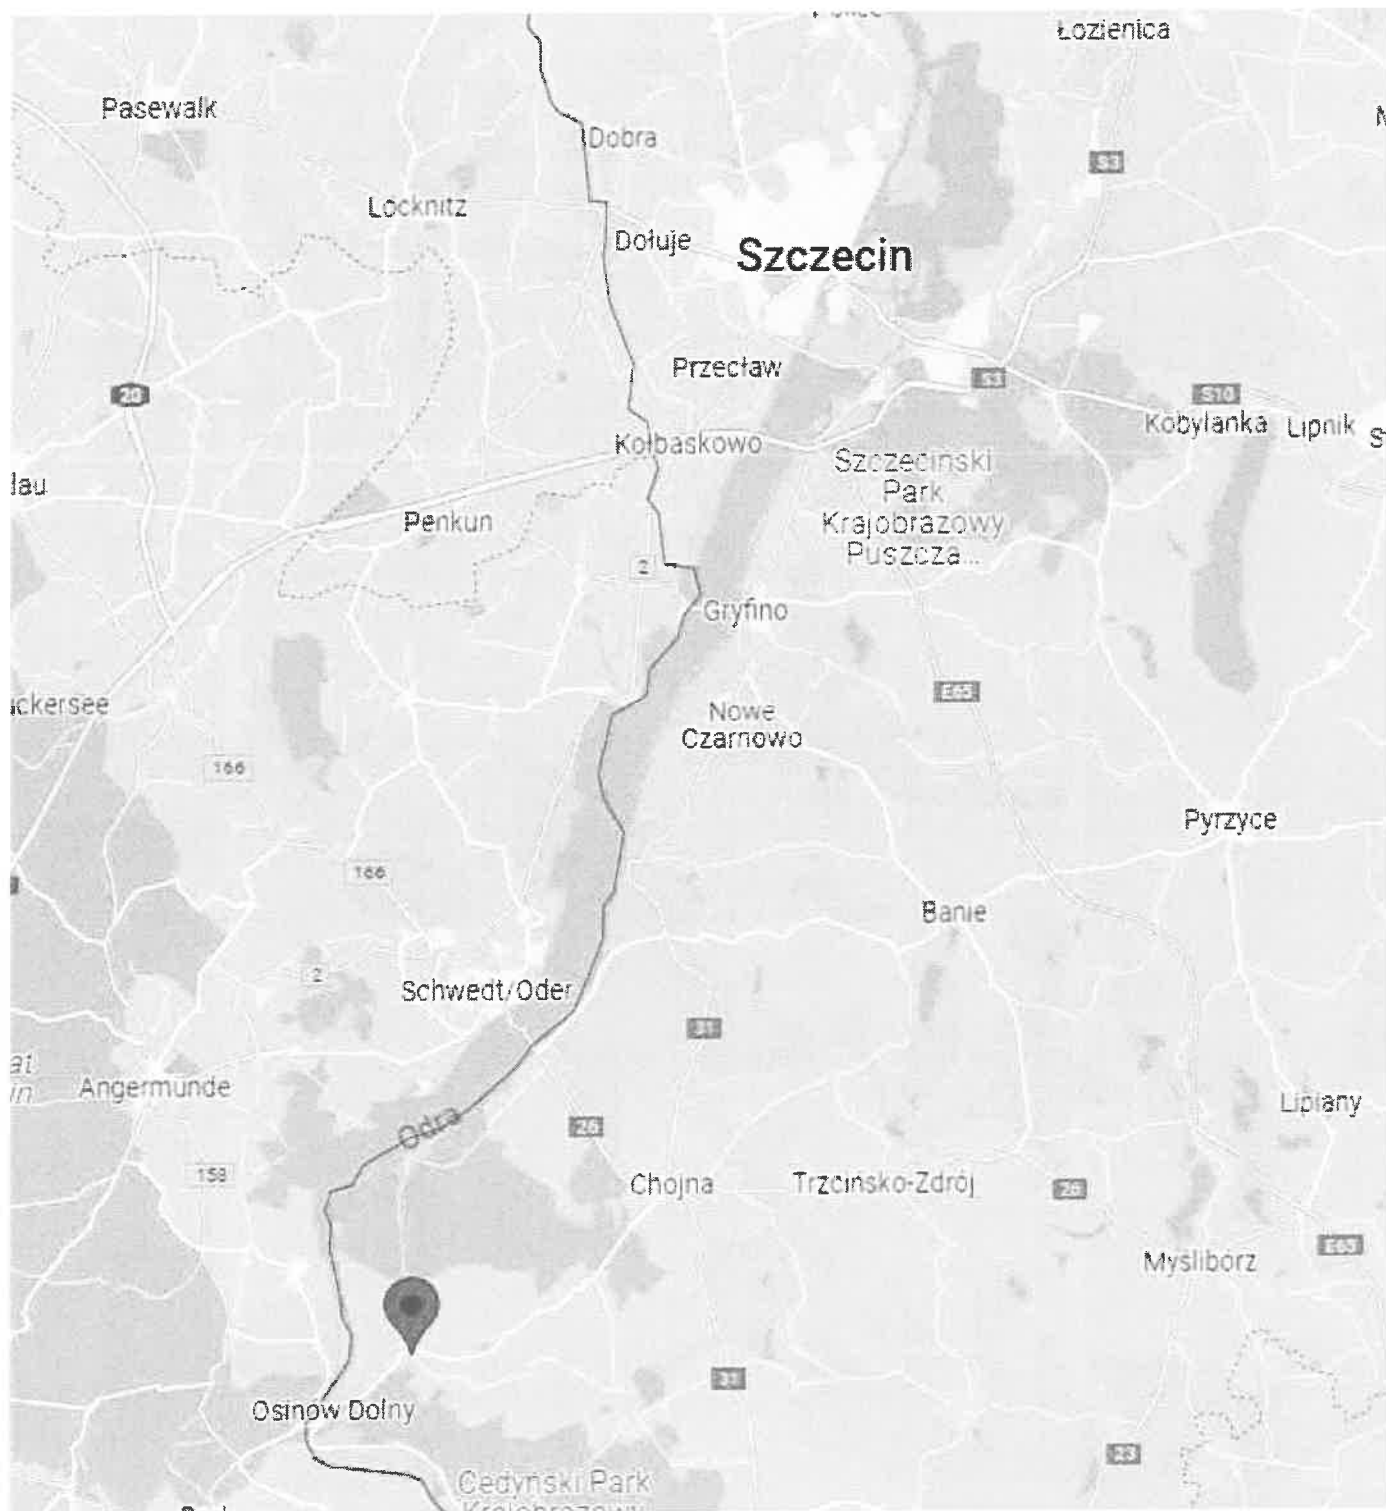 Łozienica
Pasewalk
Dobra
S3
Locknitz
Dołuje
Szczecin
Przecław
20
S3
S10
Kobylanka
Lipnik
Kołbaskowo
Szczeciński
Park
Krajobrazowy
Puszcza...
Penkun
2
Gryfino
E65
ickersee
Nowe
Czarnowo
166
Pyrzyce
166
Banie
2
Schwedt/Oder
31
Angermünde
Lipiany
Odra
26
158
Chojna
Trzcińsko-Zdrój
26
E65
Myślibórz
31
Osinów Dolny
23
Cedyński Park
Krajobrazowy